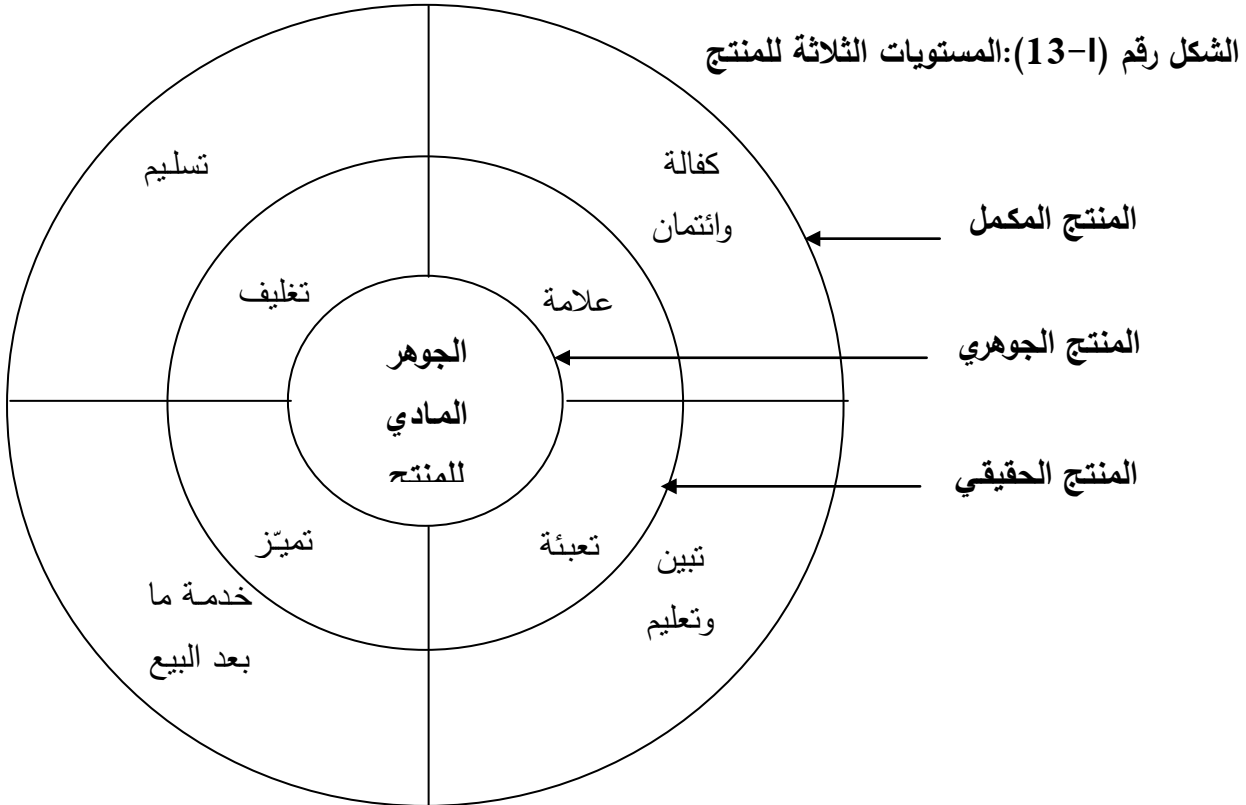 الشكل رقم (I-13):المستويات الثلاثة للمنتج
كفالة
وائتمان
تسليم
المنتج المكمل
علامة
تغليف
المنتج الجوهري
الجوهر
المادي
للمنتج
المنتج الحقيقي
تعبئة
تميّز
تبين
وتعليم
خدمة ما
بعد البيع